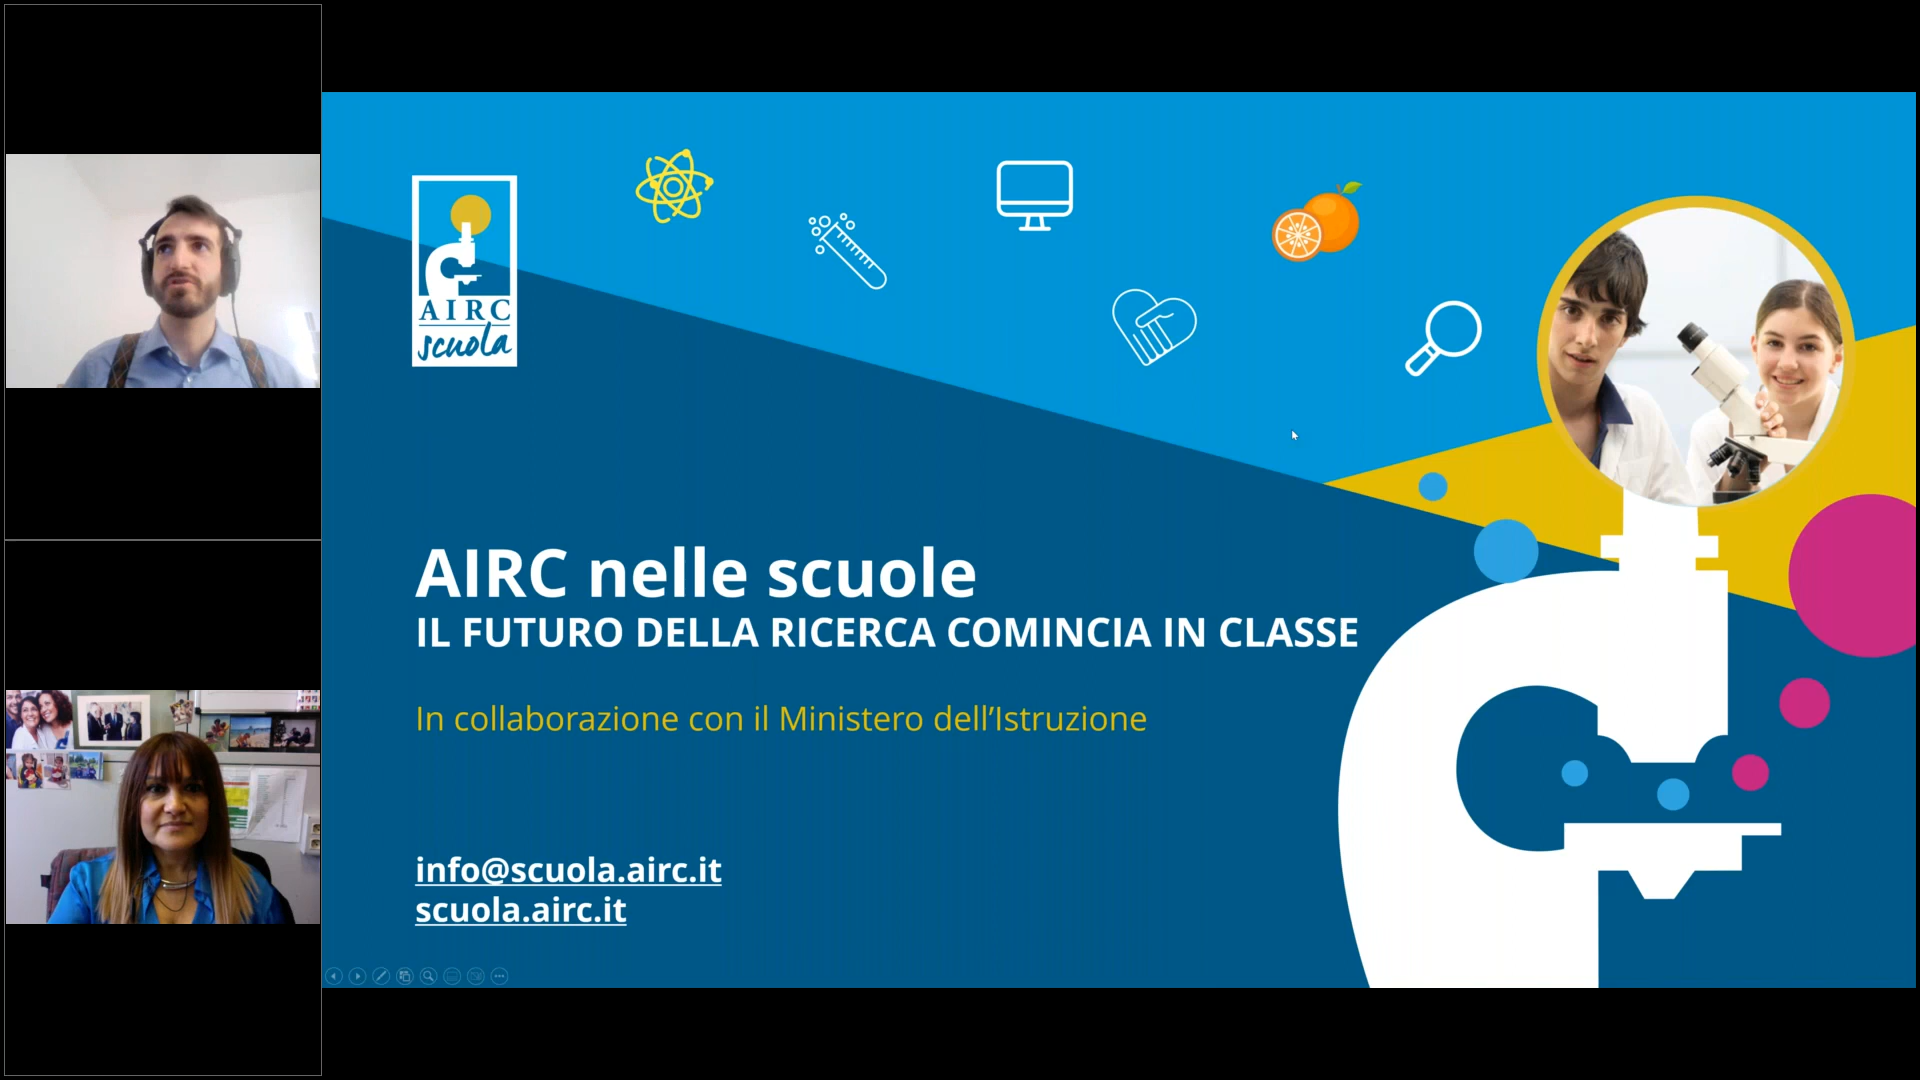 AIRC
scuola
AIRC nelle scuole
IL FUTURO DELLA RICERCA COMINCIA IN CLASSE
In collaborazione con il Ministero dell’Istruzione
info@scuola.airc.it
scuola.airc.it